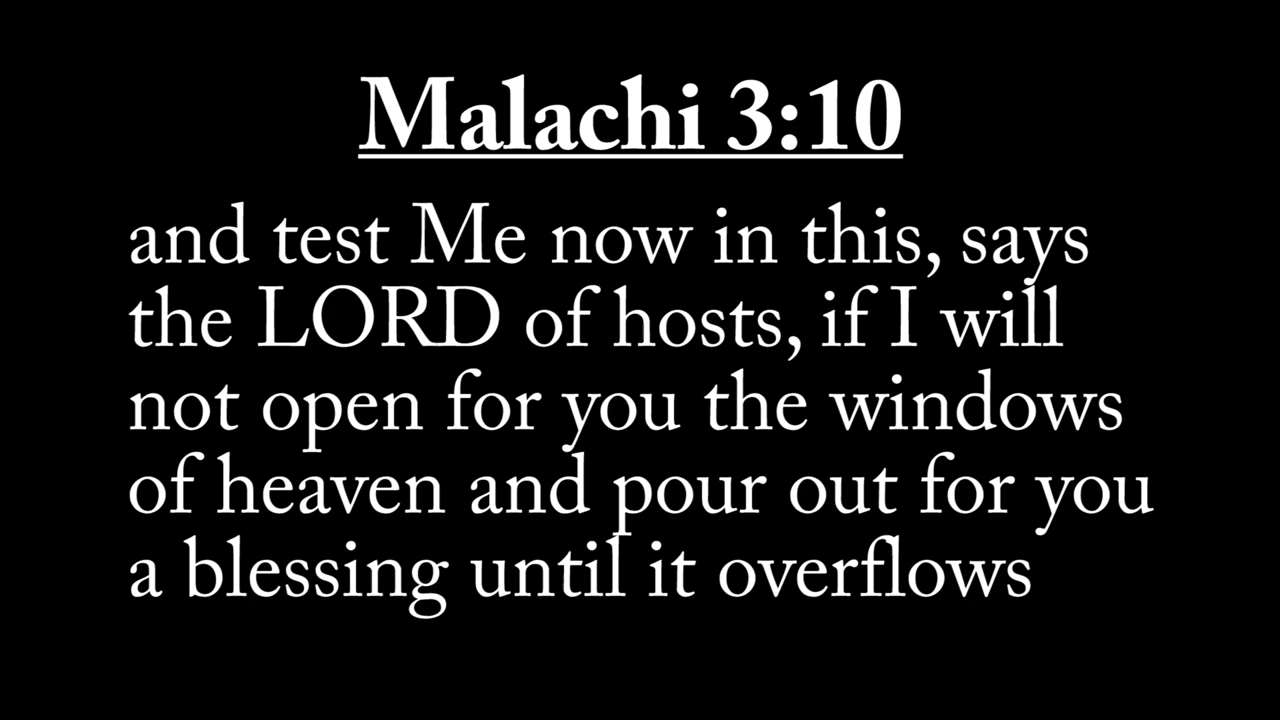 Malachi 3:10
and test Me now in this, says
the LORD of hosts, if I will
not open for you the windows
of heaven and pour out for you
a blessing until it overflows